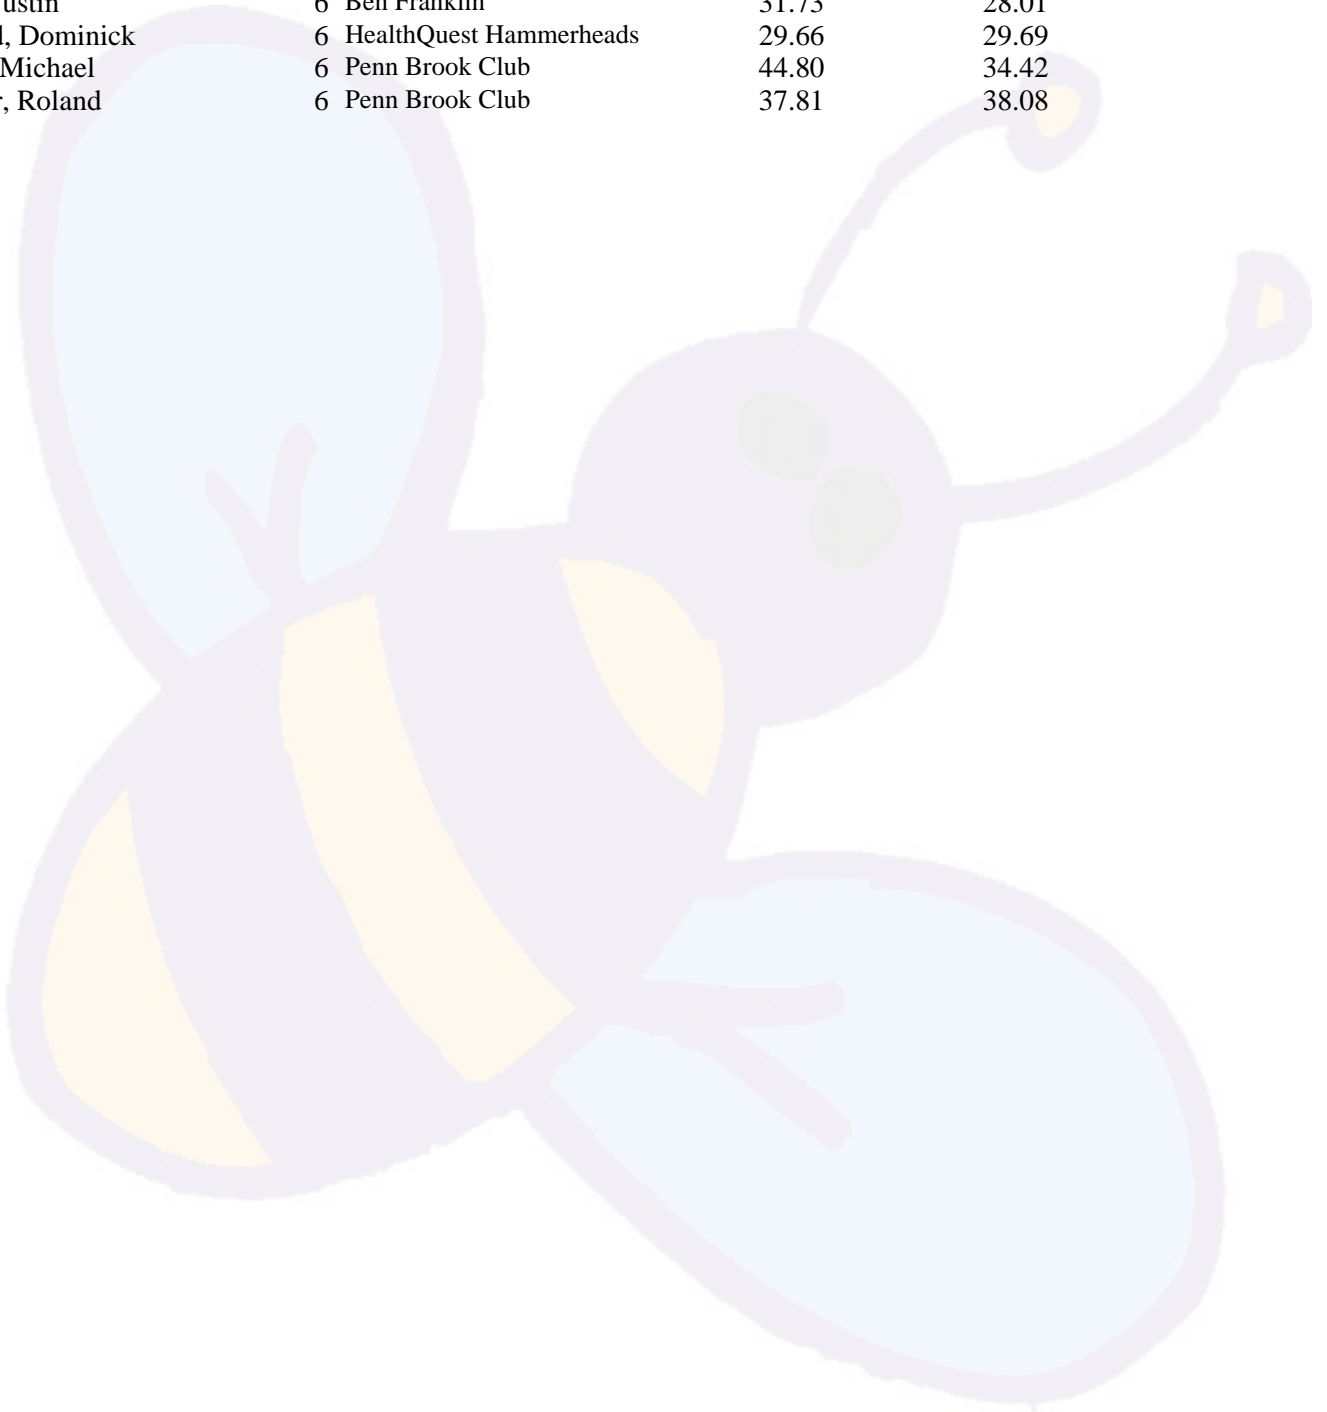 ustin 6 Ben Franklin 31.73 28.01
, Dominick 6 HealthQuest Hammerheads 29.66 29.69
Michael 6 Penn Brook Club 44.80 34.42
, Roland 6 Penn Brook Club 37.81 38.08